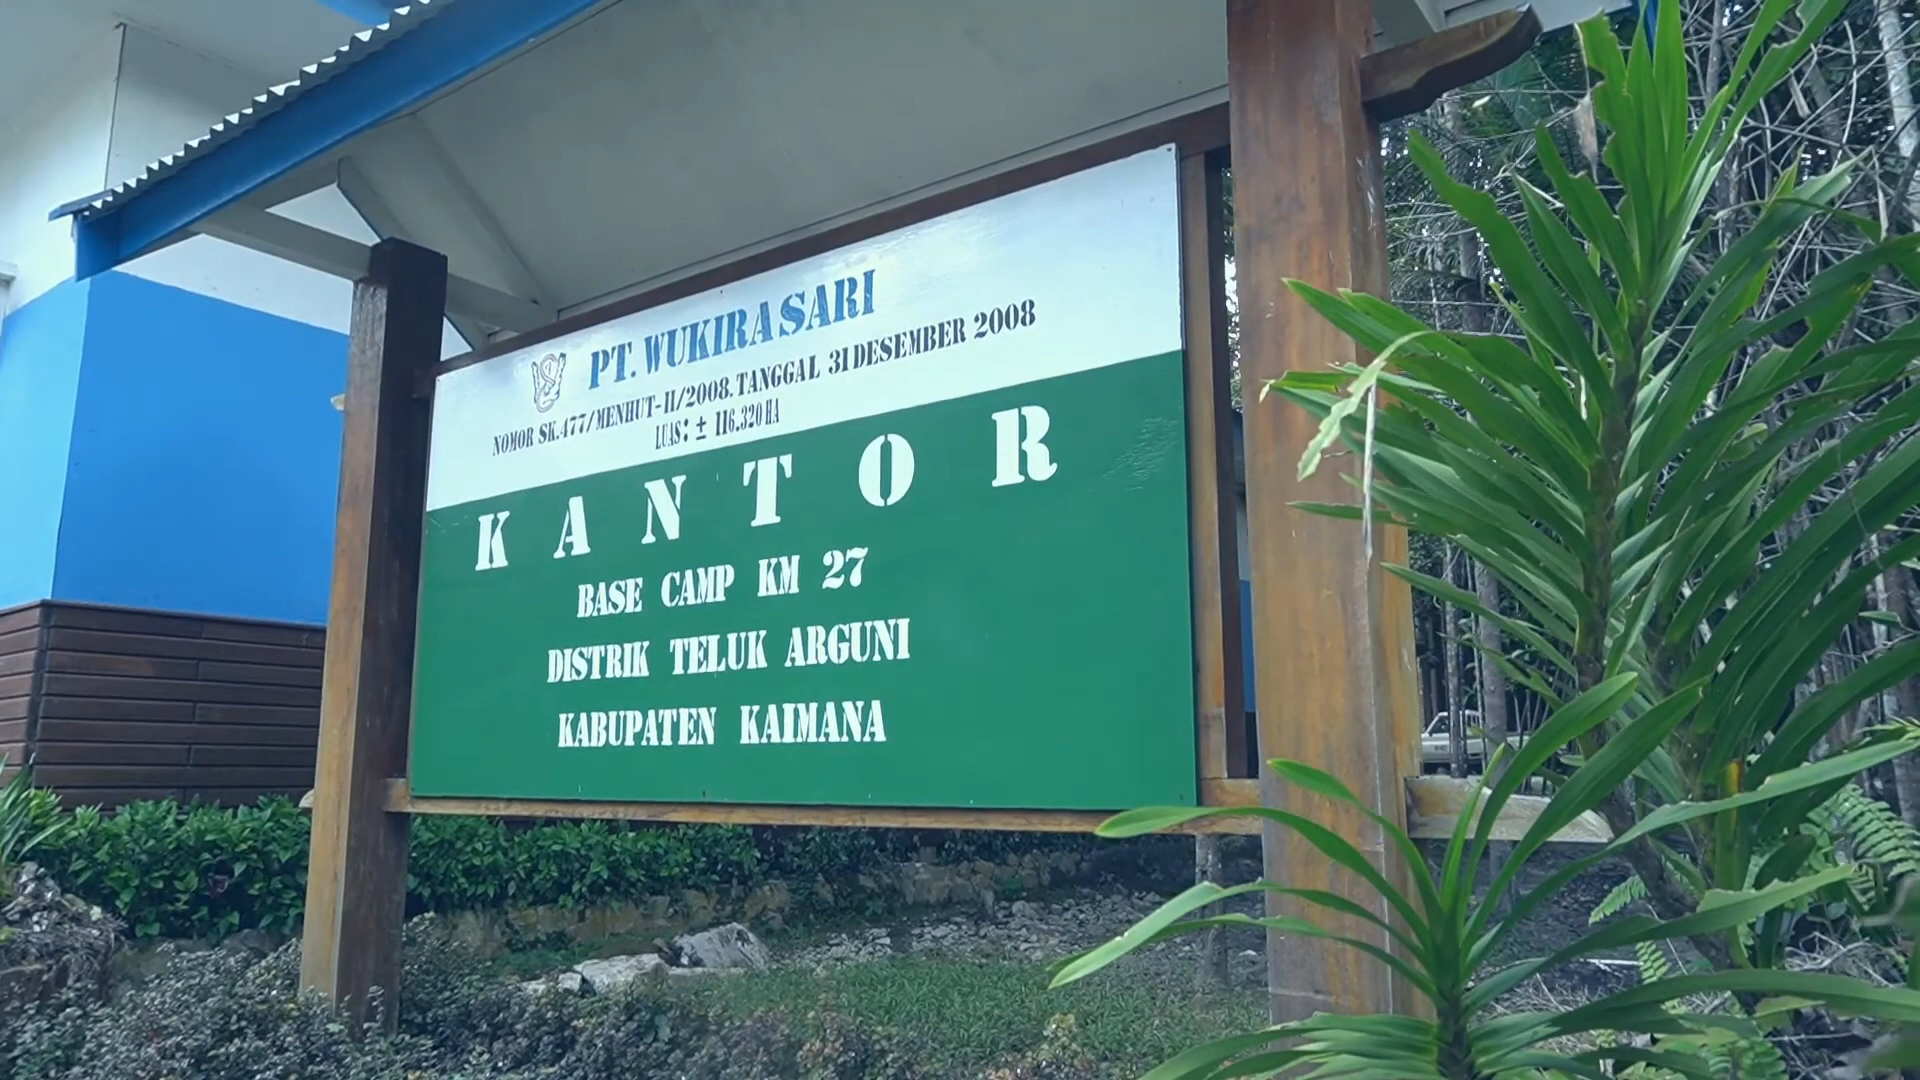 PT. WUKIRASARI
NOMOR SK.477/MENHUT-II/2008. TANGGAL 31 DESEMBER 2008
LUAS: ± 116.320 HA
KANTOR
BASE CAMP KM 27
DISTRIK TELUK ARGUNI
KABUPATEN KAIMANA